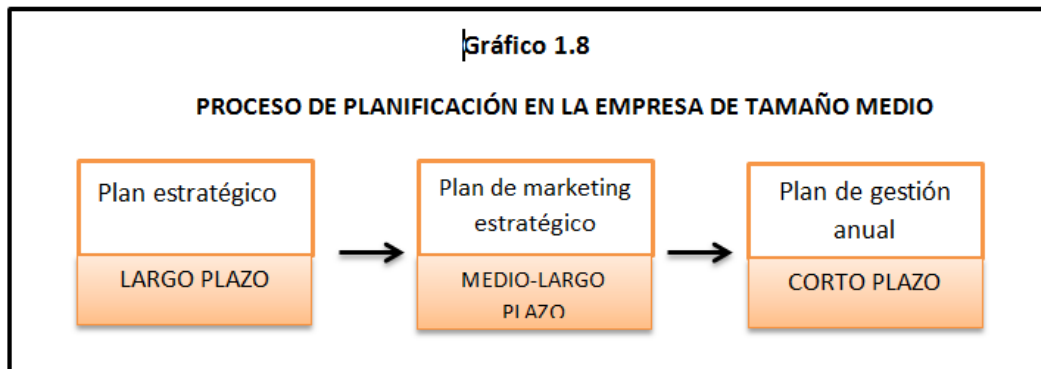 Gráfico 1.8
PROCESO DE PLANIFICACIÓN EN LA EMPRESA DE TAMAÑO MEDIO
Plan estratégico
LARGO PLAZO
Plan de marketing
estratégico
MEDIO-LARGO
PLAZO
Plan de gestión
anual
CORTO PLAZO